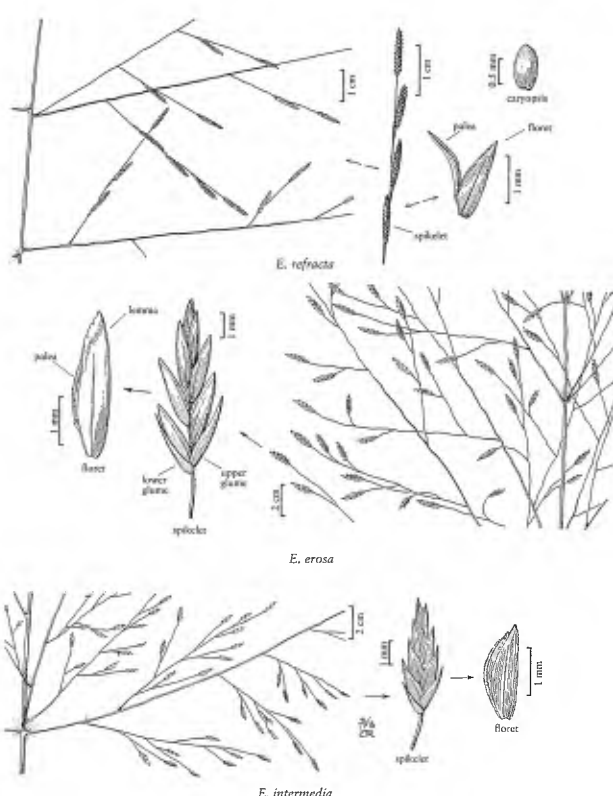 1 cm
1 cm
0.5 mm
caryopsis
palea
floret
1 mm
spikelet
E. refracta
lemma
palea
1 mm
1 mm
floret
lower glume
upper glume
spikelet
2 cm
E. erosa
2 cm
1 mm
1 mm
floret
spikelet
E. intermedia